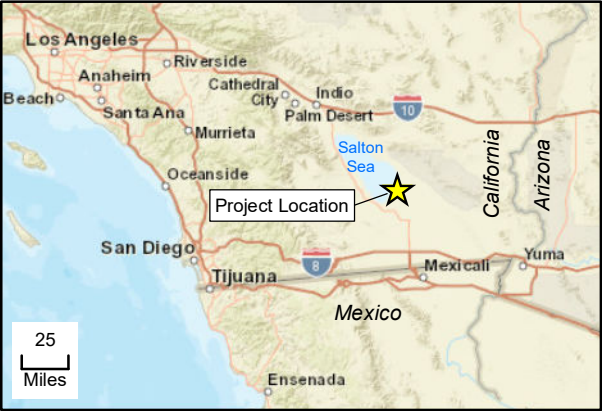 Los Angeles
Riverside
Anaheim
Cathedral
City
Indio
Beach
Santa Ana
Palm Desert
10
Murrieta
Salton
Sea
California
Arizona
Oceanside
Project Location
San Diego
8
Yuma
Tijuana
Mexicali
Mexico
25
Miles
Ensenada